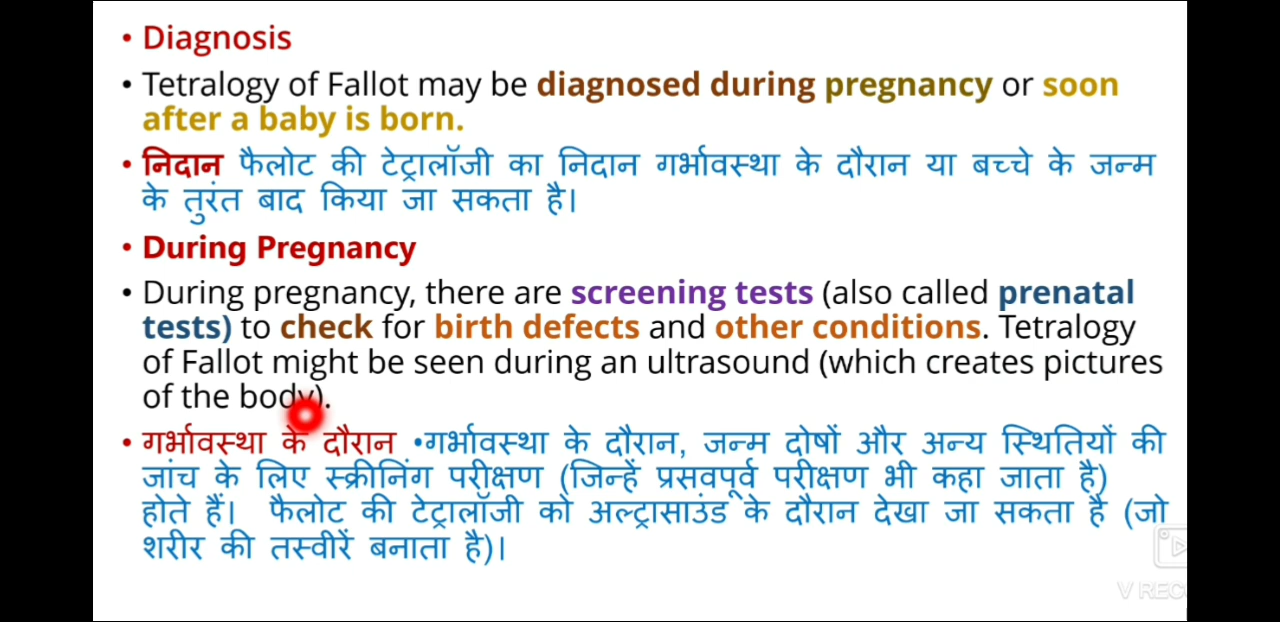 • Diagnosis
• Tetralogy of Fallot may be diagnosed during pregnancy or soon
after a baby is born.
• निदान फैलोट की टेट्रालॉजी का निदान गर्भावस्था के दौरान या बच्चे के जन्म
के तुरंत बाद किया जा सकता है।
• During Pregnancy
• During pregnancy, there are screening tests (also called prenatal
tests) to check for birth defects and other conditions. Tetralogy
of Fallot might be seen during an ultrasound (which creates pictures
of the body).
• गर्भावस्था के दौरान •गर्भावस्था के दौरान, जन्म दोषों और अन्य स्थितियों की
जांच के लिए स्क्रीनिंग परीक्षण (जिन्हें प्रसवपूर्व परीक्षण भी कहा जाता है)
होते हैं। फैलोट की टेट्रालॉजी को अल्ट्रासाउंड के दौरान देखा जा सकता है (जो
शरीर की तस्वीरें बनाता है)।
V REC